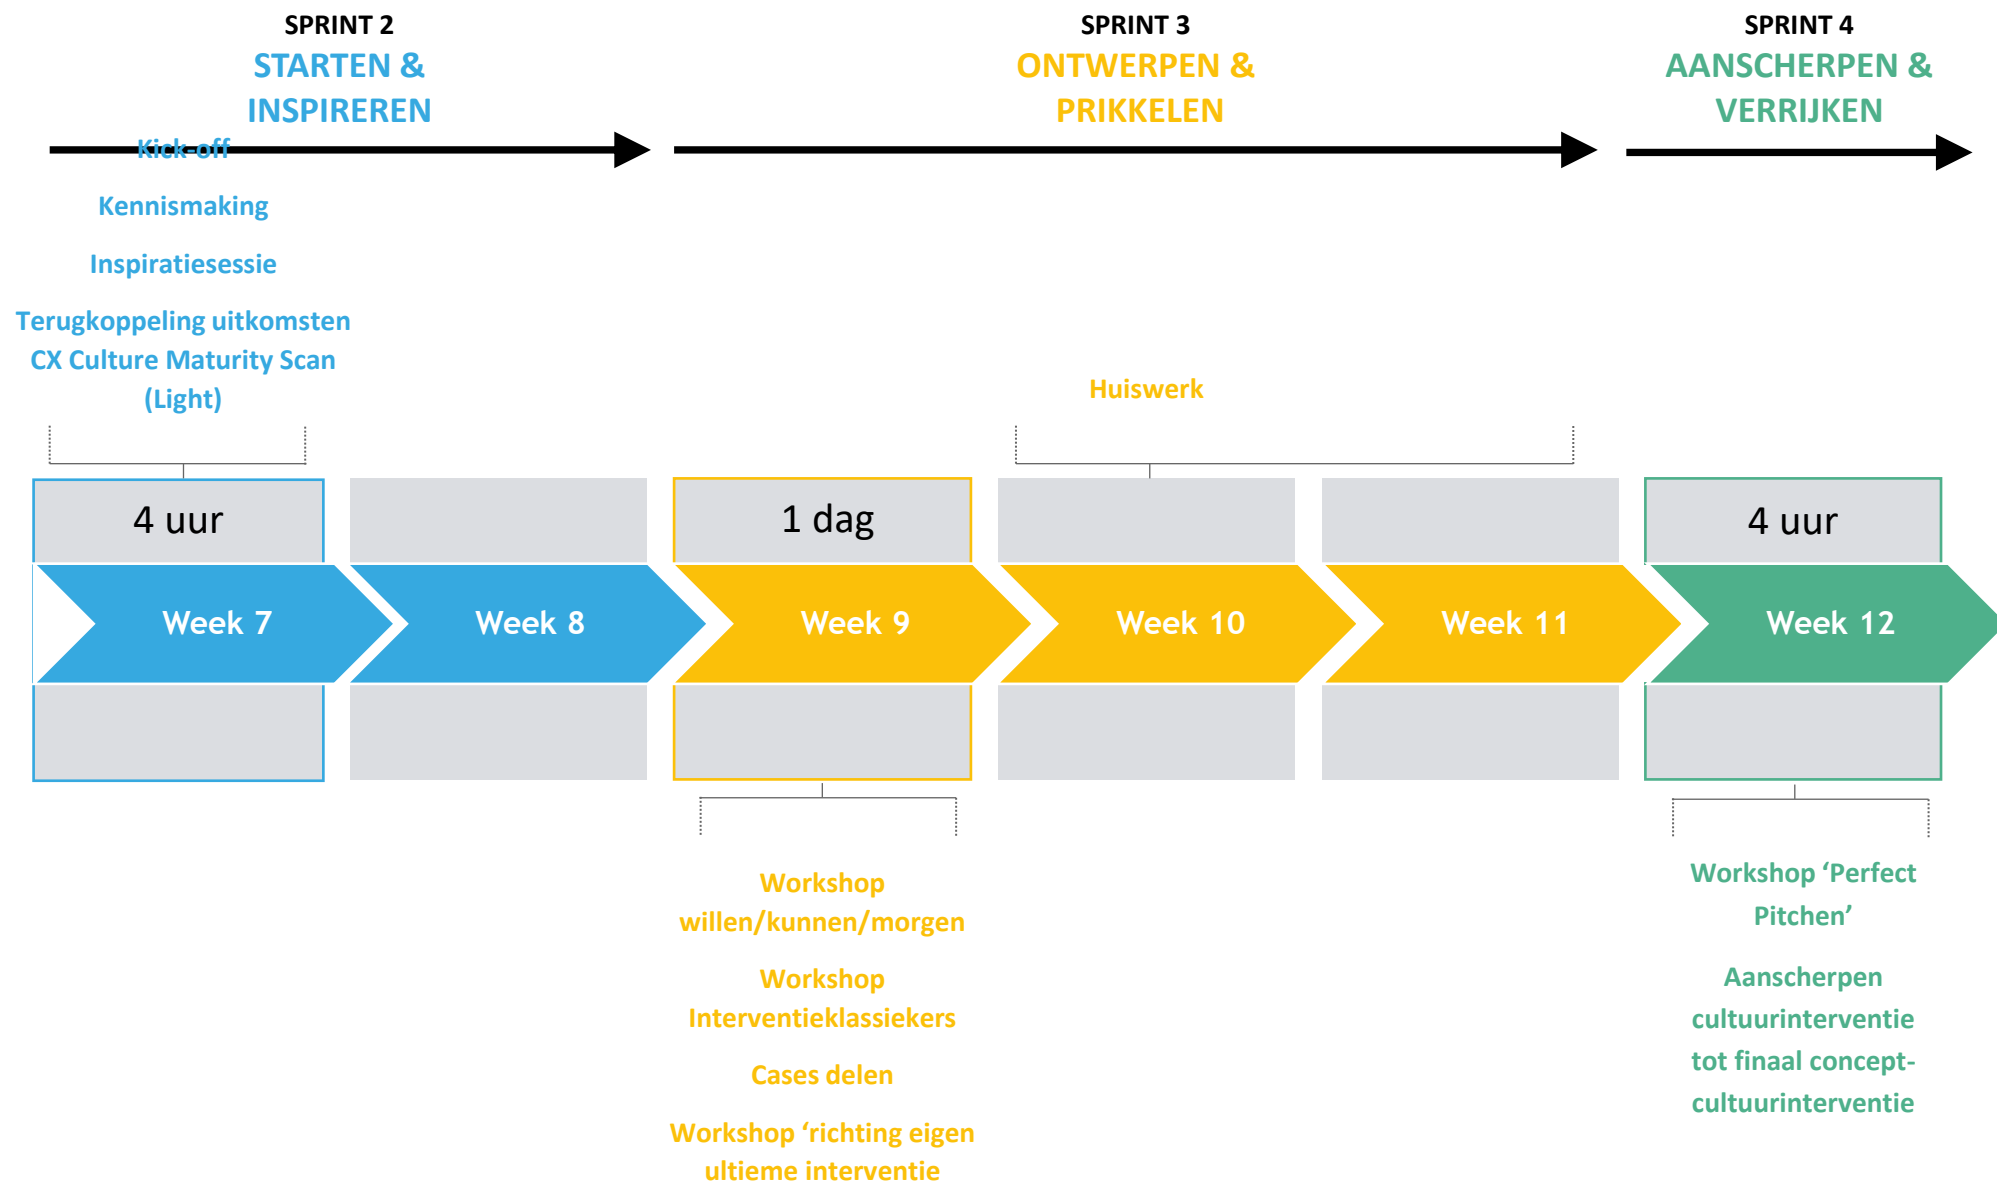 SPRINT 2
STARTEN &
INSPIREREN
SPRINT 3
ONTWERPEN &
PRIKKELEN
SPRINT 4
AANSCHERPEN &
VERRIJKEN
Kick-off
Kennismaking
Inspiratiesessie
Terugkoppeling uitkomsten
CX Culture Maturity Scan
(Light)
Huiswerk
4 uur
1 dag
4 uur
Week 7
Week 8
Week 9
Week 10
Week 11
Week 12
Workshop
willen/kunnen/morgen
Workshop
Interventieklassiekers
Cases delen
Workshop ‘richting eigen
ultieme interventie
Workshop ‘Perfect
Pitchen’
Aanscherpen
cultuurinterventie
tot finaal concept-
cultuurinterventie